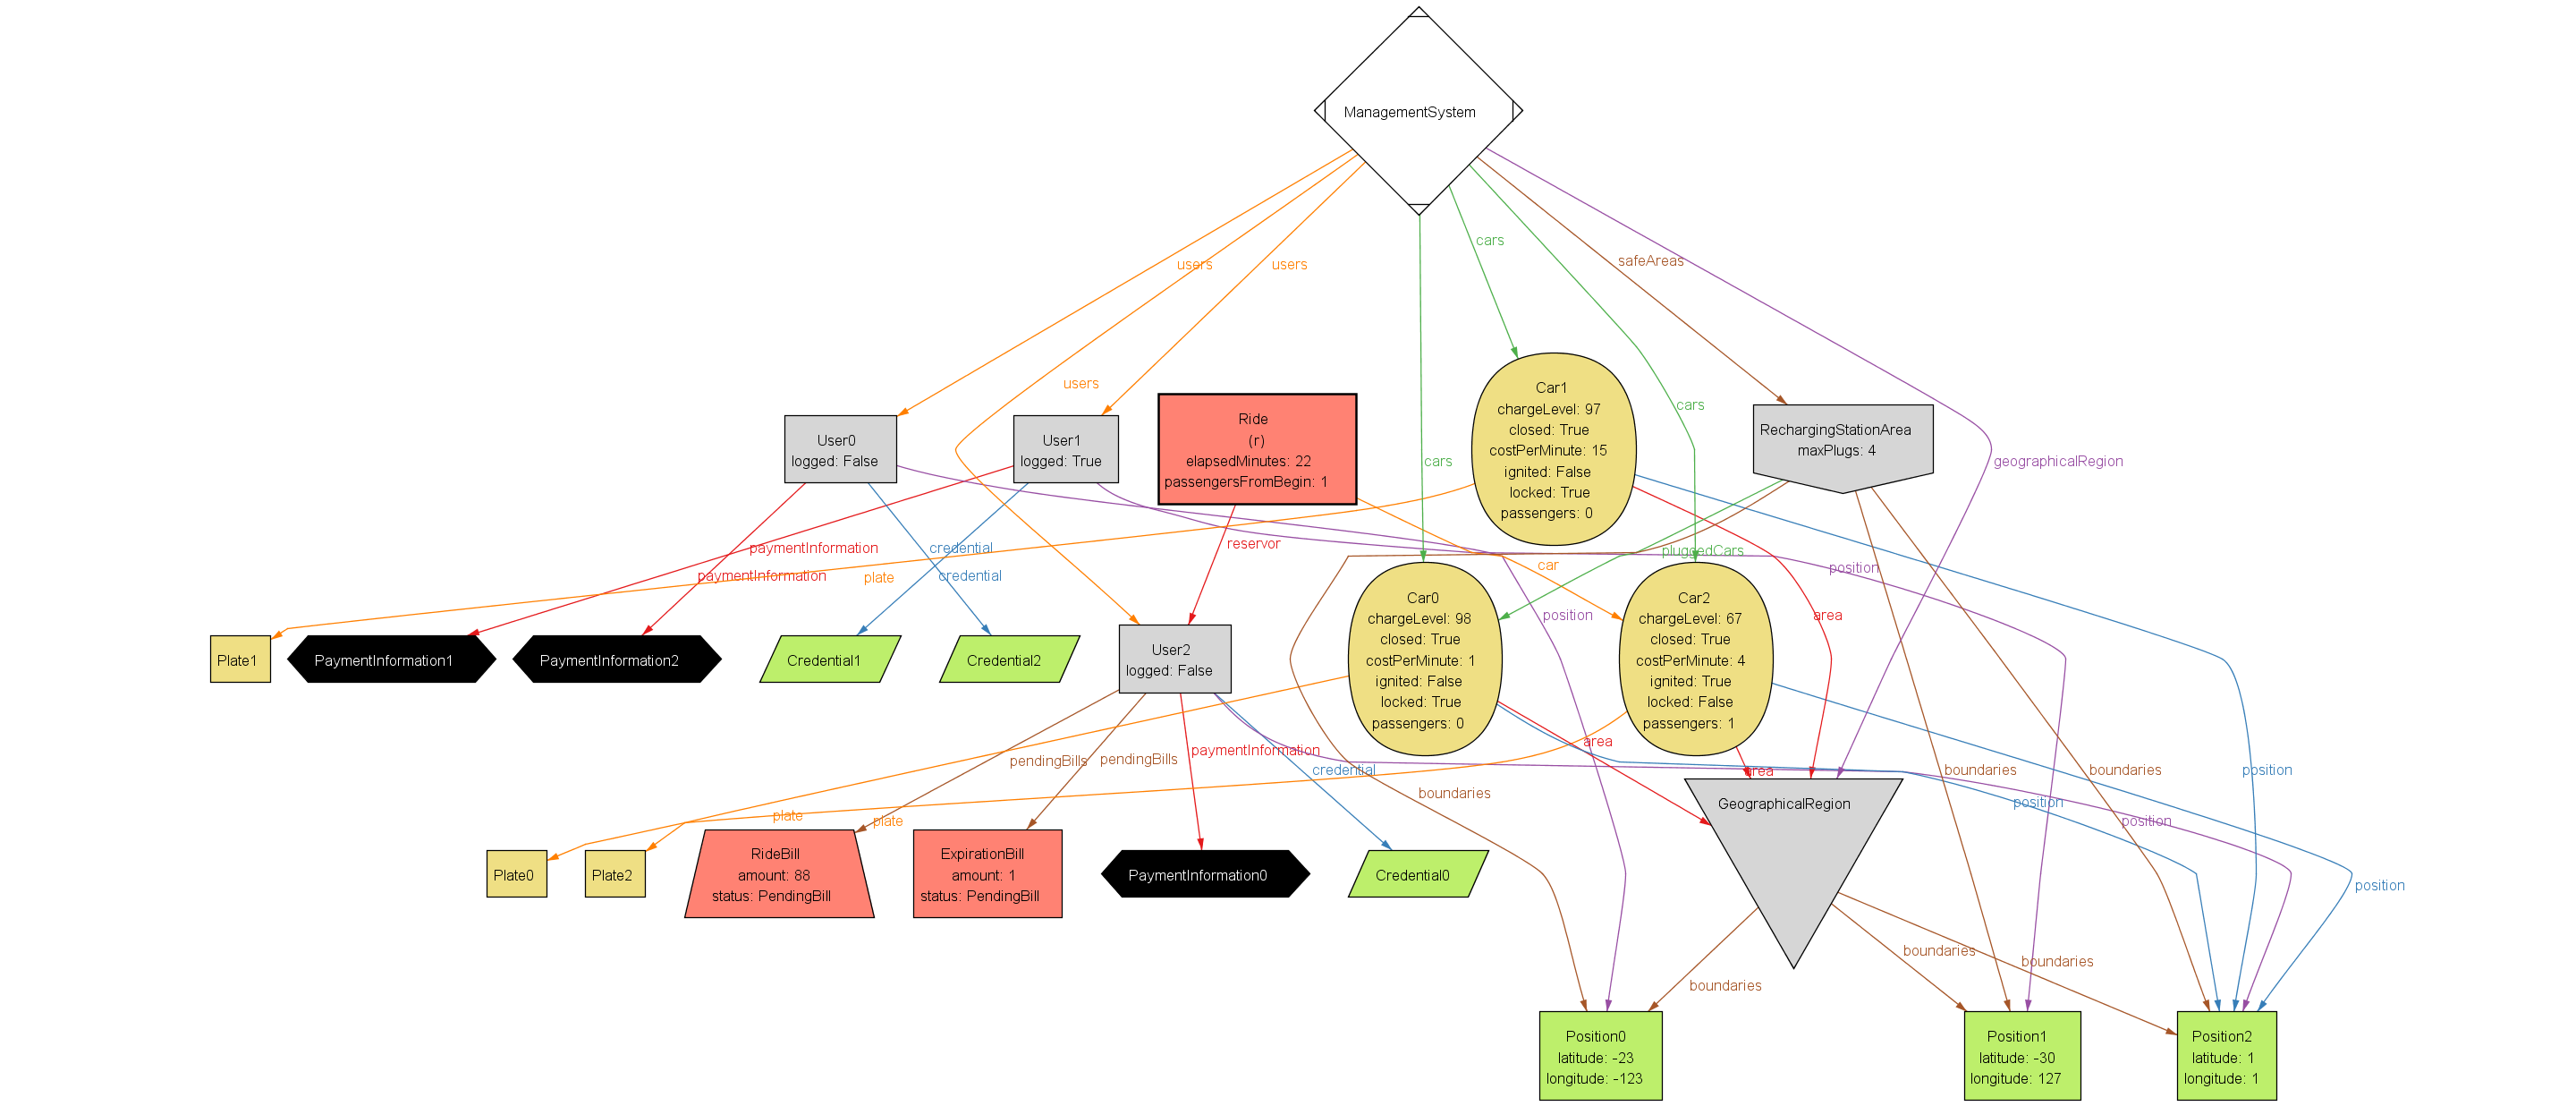 ManagementSystem
users
users
users
cars
cars
cars
safeAreas
geographicalRegion
User0
logged: False
User1
logged: True
Ride
(r)
elapsedMinutes: 22
passengersFromBegin: 1
Car1
chargeLevel: 97
closed: True
costPerMinute: 15
ignited: False
locked: True
passengers: 0
RechargingStationArea
maxPlugs: 4
paymentInformation
paymentInformation
plate
credential
credential
reservor
car
pluggedCars
position
position
area
Plate1
PaymentInformation1
PaymentInformation2
Credential1
Credential2
User2
logged: False
Car0
chargeLevel: 98
closed: True
costPerMinute: 1
ignited: False
locked: True
passengers: 0
Car2
chargeLevel: 67
closed: True
costPerMinute: 4
ignited: True
locked: False
passengers: 1
pendingBills
pendingBills
paymentInformation
credential
boundaries
area
area
boundaries
boundaries
position
position
position
position
plate
plate
Plate0
Plate2
RideBill
amount: 88
status: PendingBill
ExpirationBill
amount: 1
status: PendingBill
PaymentInformation0
Credential0
GeographicalRegion
boundaries
boundaries
boundaries
Position0
latitude: -23
longitude: -123
Position1
latitude: -30
longitude: 127
Position2
latitude: 1
longitude: 1